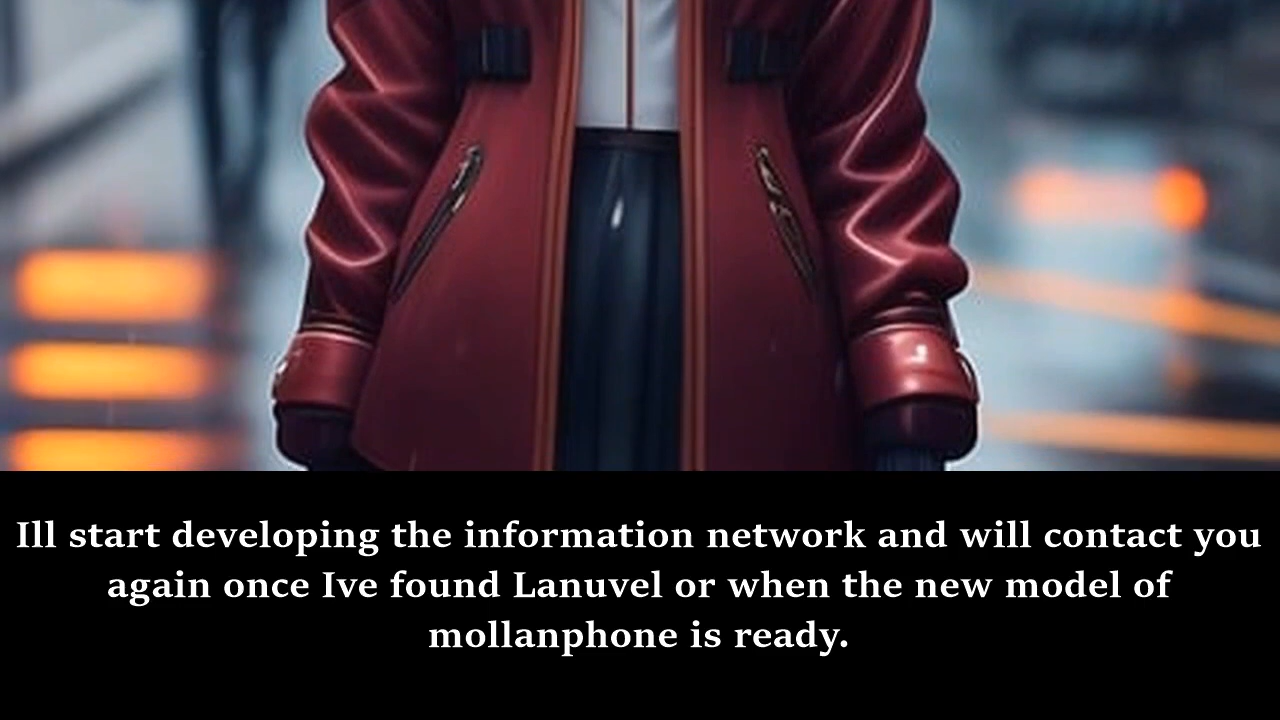 Ill start developing the information network and will contact you
again once Ive found Lanuvel or when the new model of
mollanphone is ready.